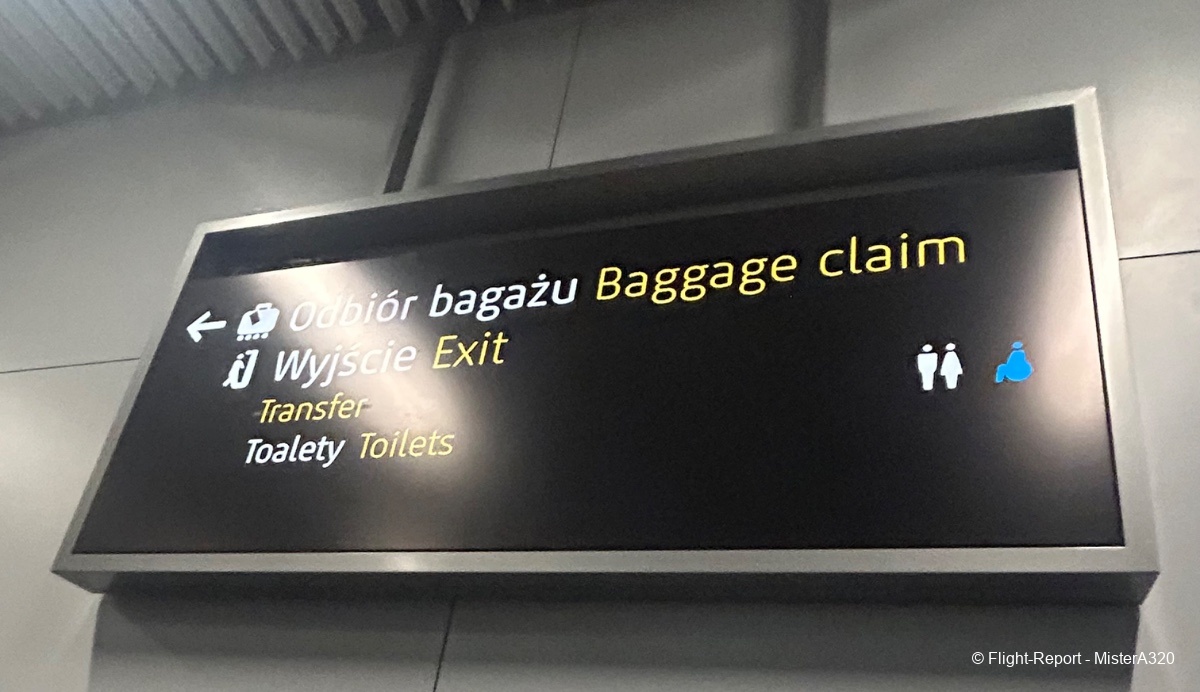 Odbiór bagażu Baggage claim
Wyjście Exit
Transfer
Toalety Toilets
© Flight-Report - MisterA320